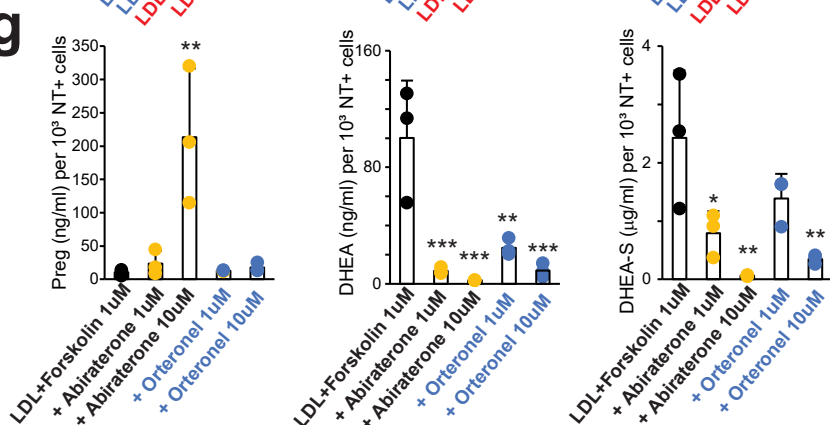 g
LDL
LDL
Preg (ng/ml) per 10³ NT+ cells
350
300
250
200
150
100
50
0
**
LDL+Forskolin 1uM
+ Abiraterone 1uM
+ Abiraterone 10uM
+ Orteronel 1uM
+ Orteronel 10uM
DHEA (ng/ml) per 10³ NT+ cells
160
80
0
***
***
**
***
LDL+Forskolin 1uM
+ Abiraterone 1uM
+ Abiraterone 10uM
+ Orteronel 1uM
+ Orteronel 10uM
DHEA-S (µg/ml) per 10³ NT+ cells
4
2
0
*
**
**
LDL+Forskolin 1uM
+ Abiraterone 1uM
+ Abiraterone 10uM
+ Orteronel 1uM
+ Orteronel 10uM